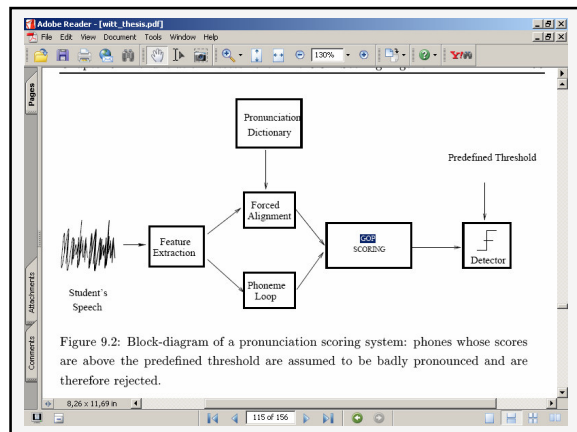 Adobe Reader - [witt_thesis.pdf]
File Edit View Document Tools Window Help
130%
Pages
Attachments
Comments
Pronunciation
Dictionary
Predefined Threshold
Forced
Alignment
Feature
Extraction
GOP
SCORING
Detector
Phoneme
Loop
Student's
Speech
Figure 9.2: Block-diagram of a pronunciation scoring system: phones whose scores
are above the predefined threshold are assumed to be badly pronounced and are
therefore rejected.
8,26 x 11,69 in
115 of 156